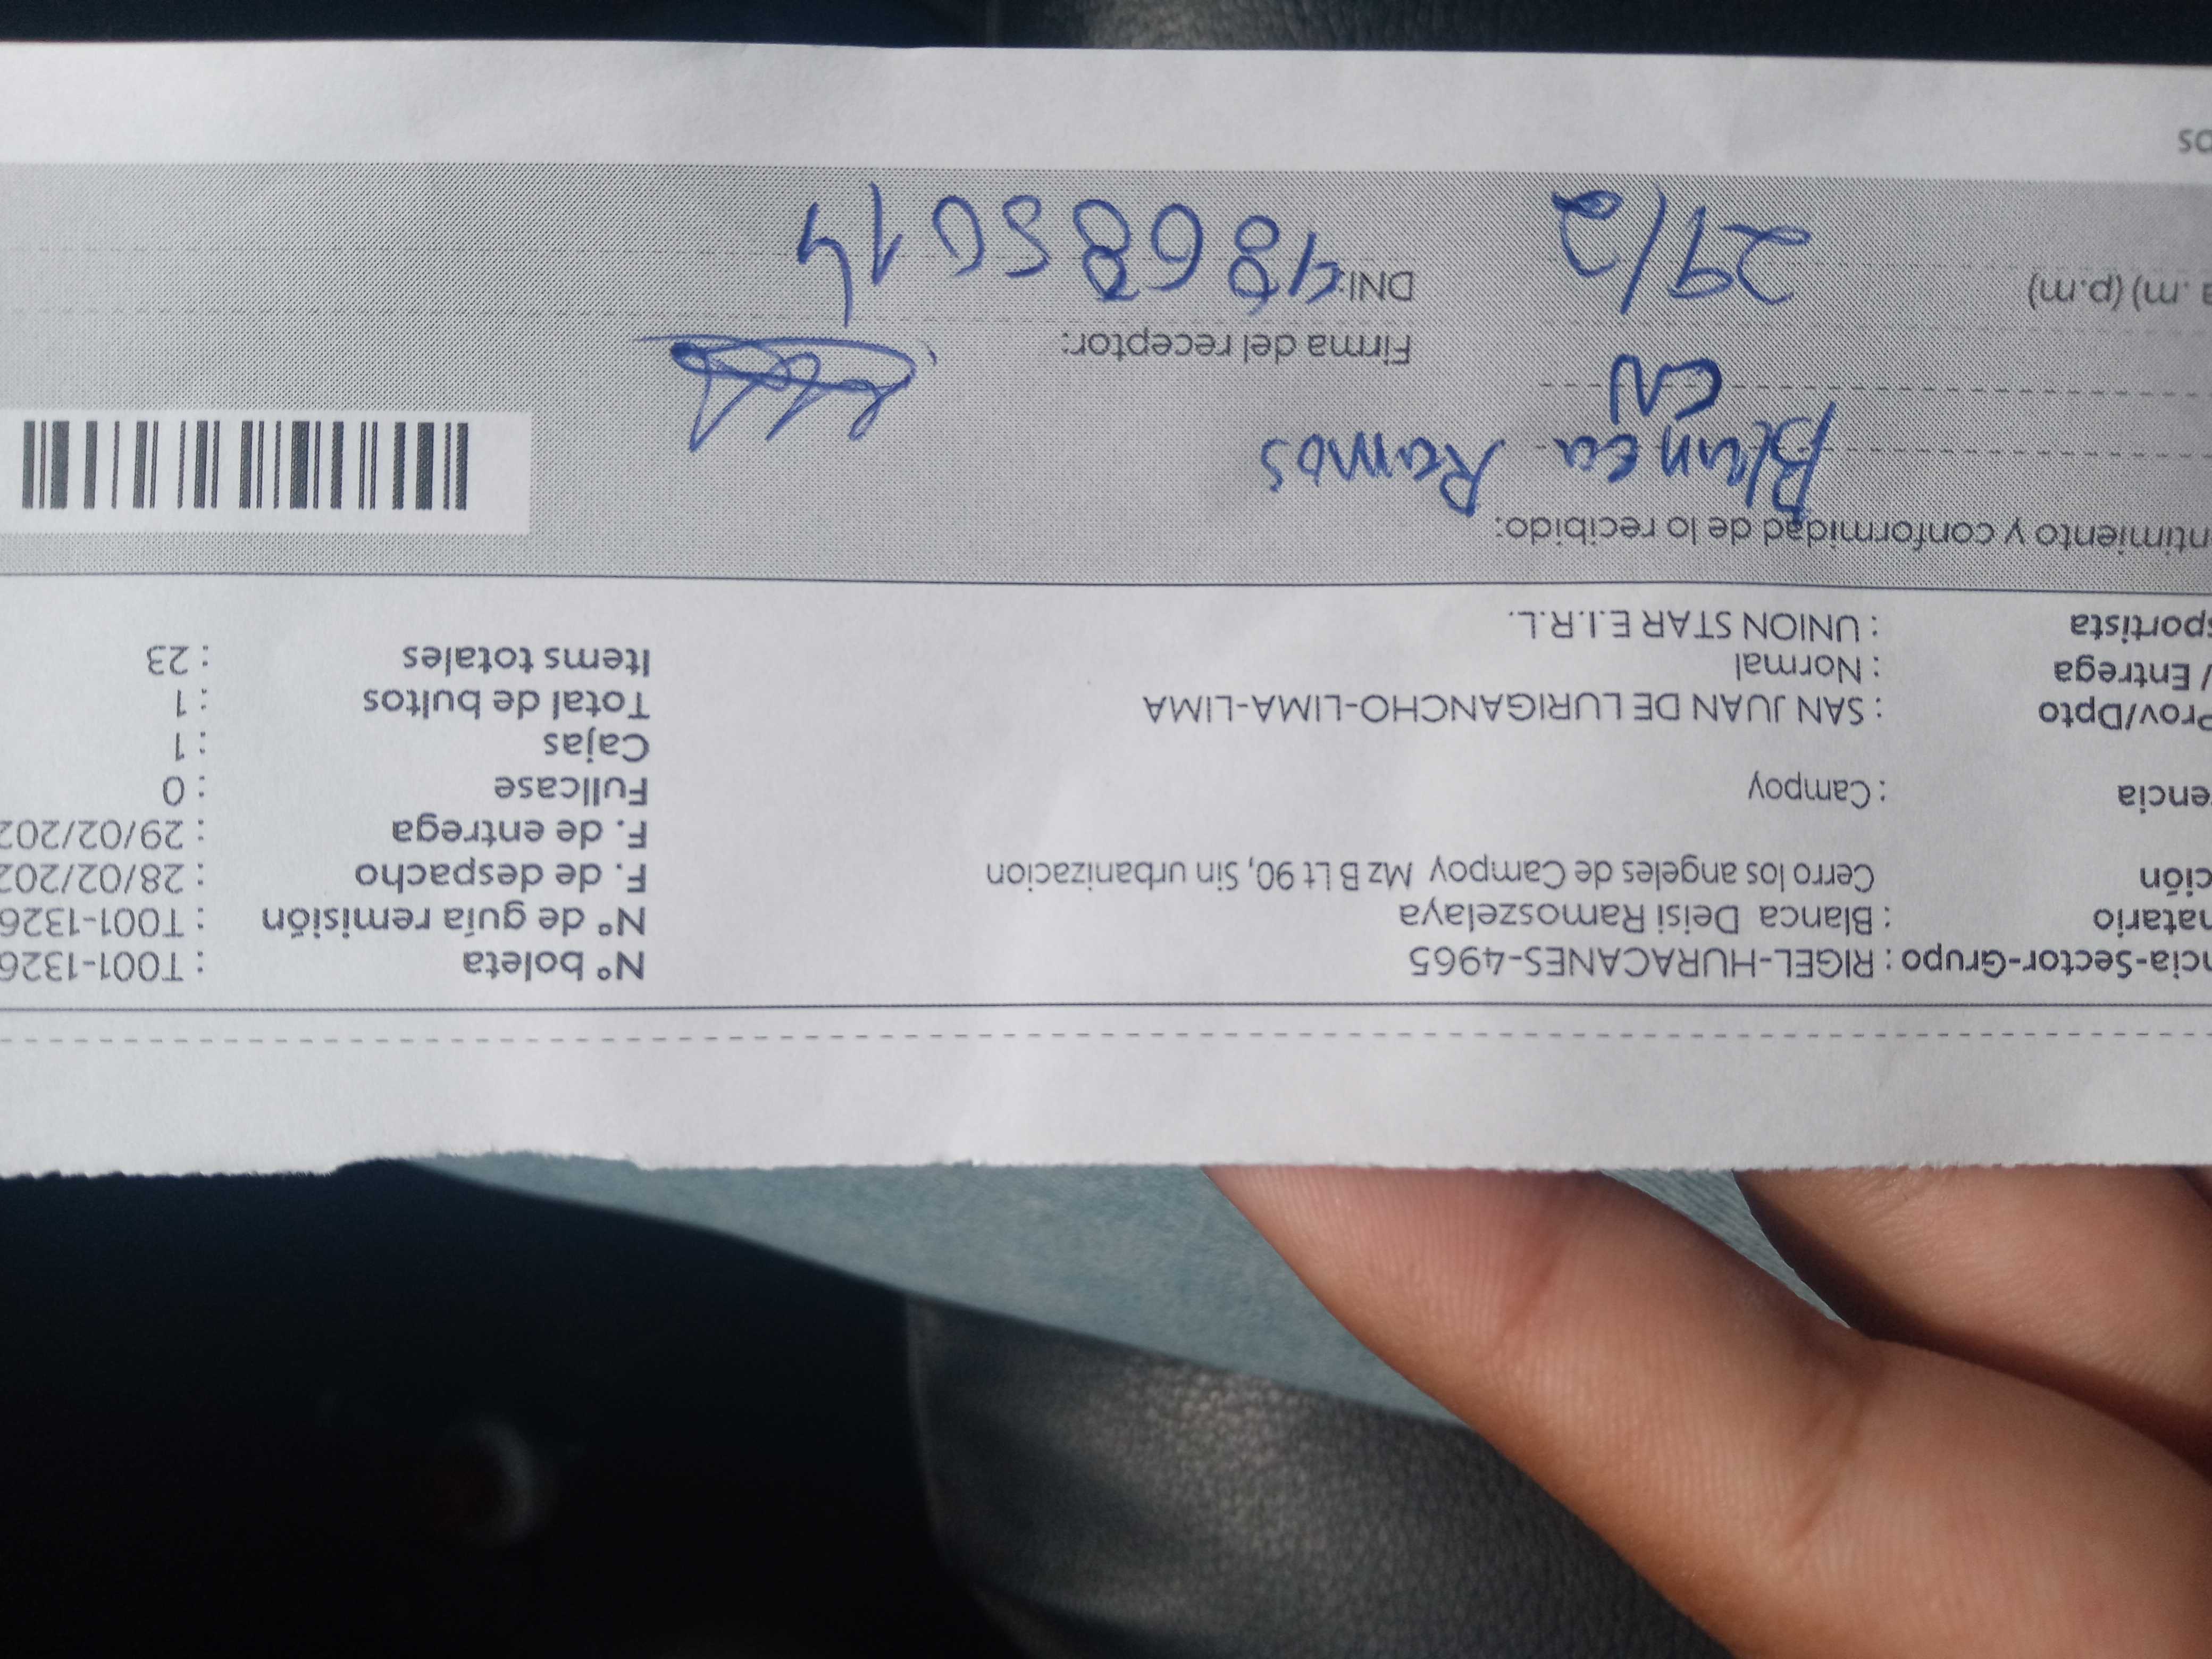 ncia-Sector-Grupo : RIGEL-HURACANES-4965
natario : Blanca Deisi Ramoszelaya
ción Cerro los angeles de Campoy Mz B Lt 90, Sin urbanizacion
encia : Campoy
Prov/Dpto : SAN JUAN DE LURIGANCHO-LIMA-LIMA
/ Entrega : Normal
sportista : UNION STAR E.I.R.L.
N° boleta : T001-1326
N° de guía remisión : T001-1326
F. de despacho : 28/02/202
F. de entrega : 29/02/202
Fullcase : 0
Cajas : 1
Total de bultos : 1
Items totales : 23
ntimiento y conformidad de lo recibido:
Blanca Ramos
CN
Firma del receptor:
a .m) (p.m) 29/2
DNI: 48685014
os